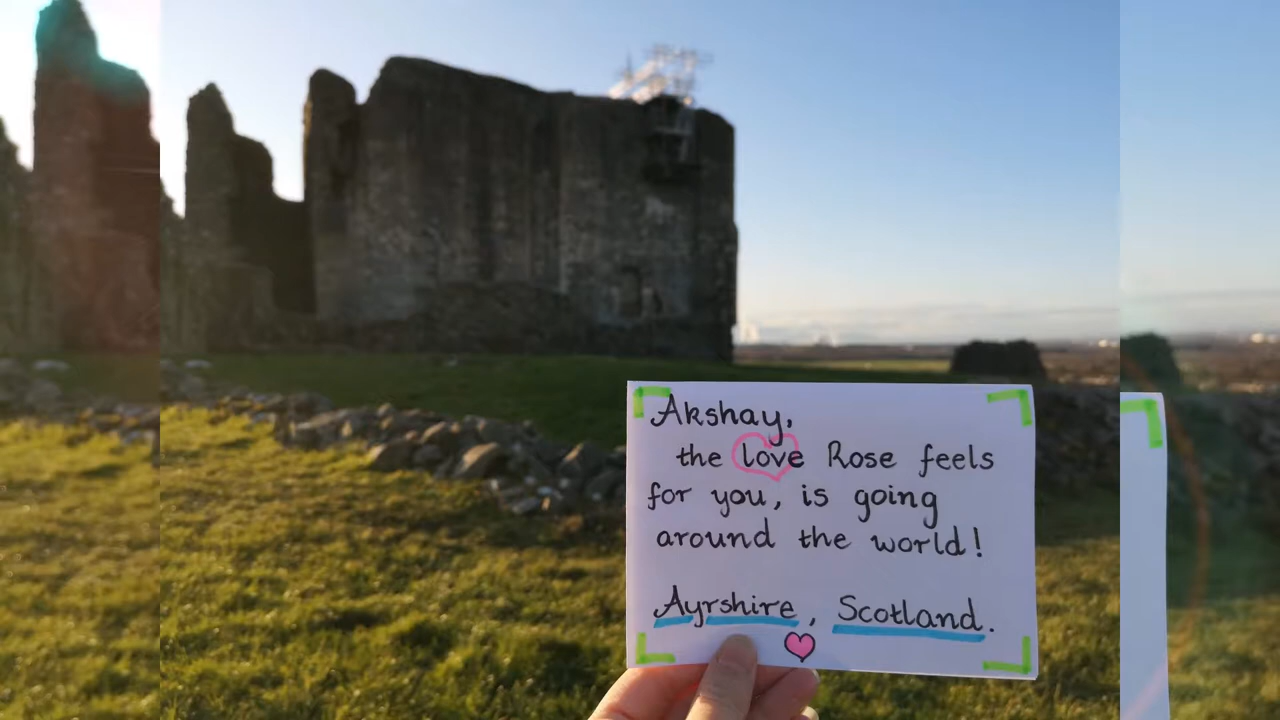 Akshay,
the love Rose feels
for you, is going
around the world!
Ayrshire, Scotland.